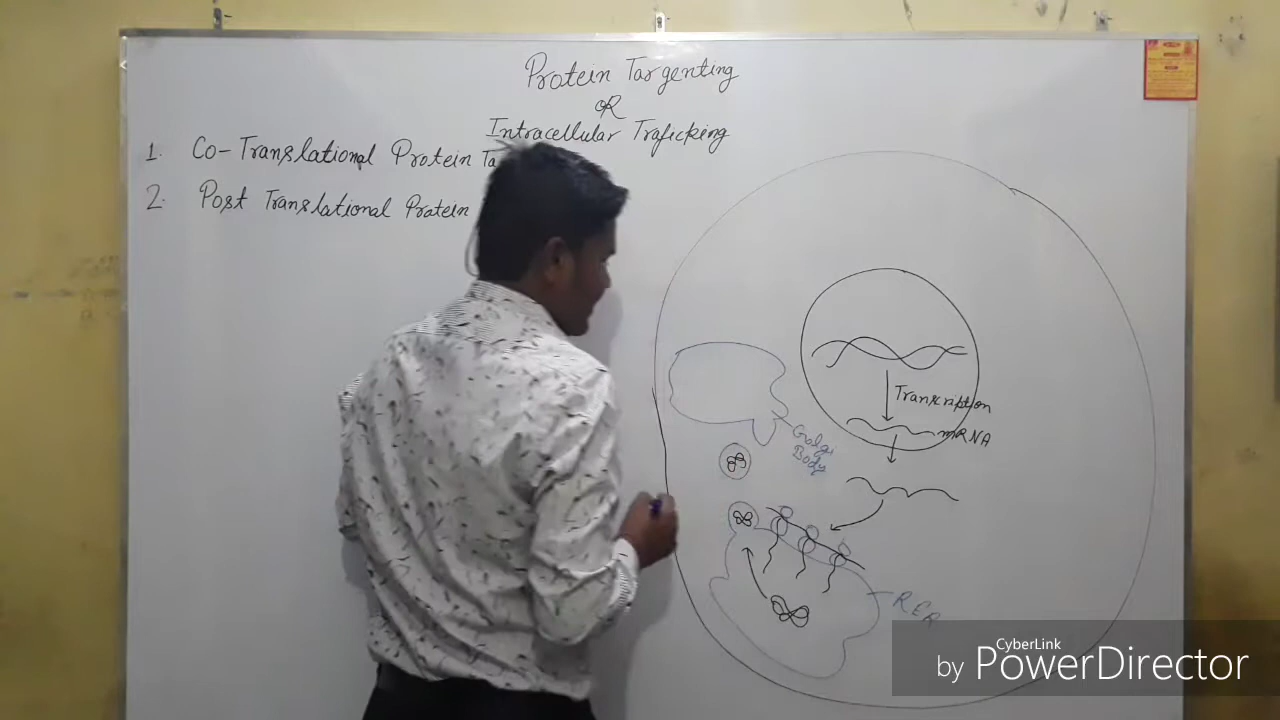 Protein Targenting
OR
Intracellular Traficking
1. Co-Translational Protein Ta
2. Post Translational Protein
Transcription
mRNA
Golgi
Body
RER
CyberLink
by PowerDirector